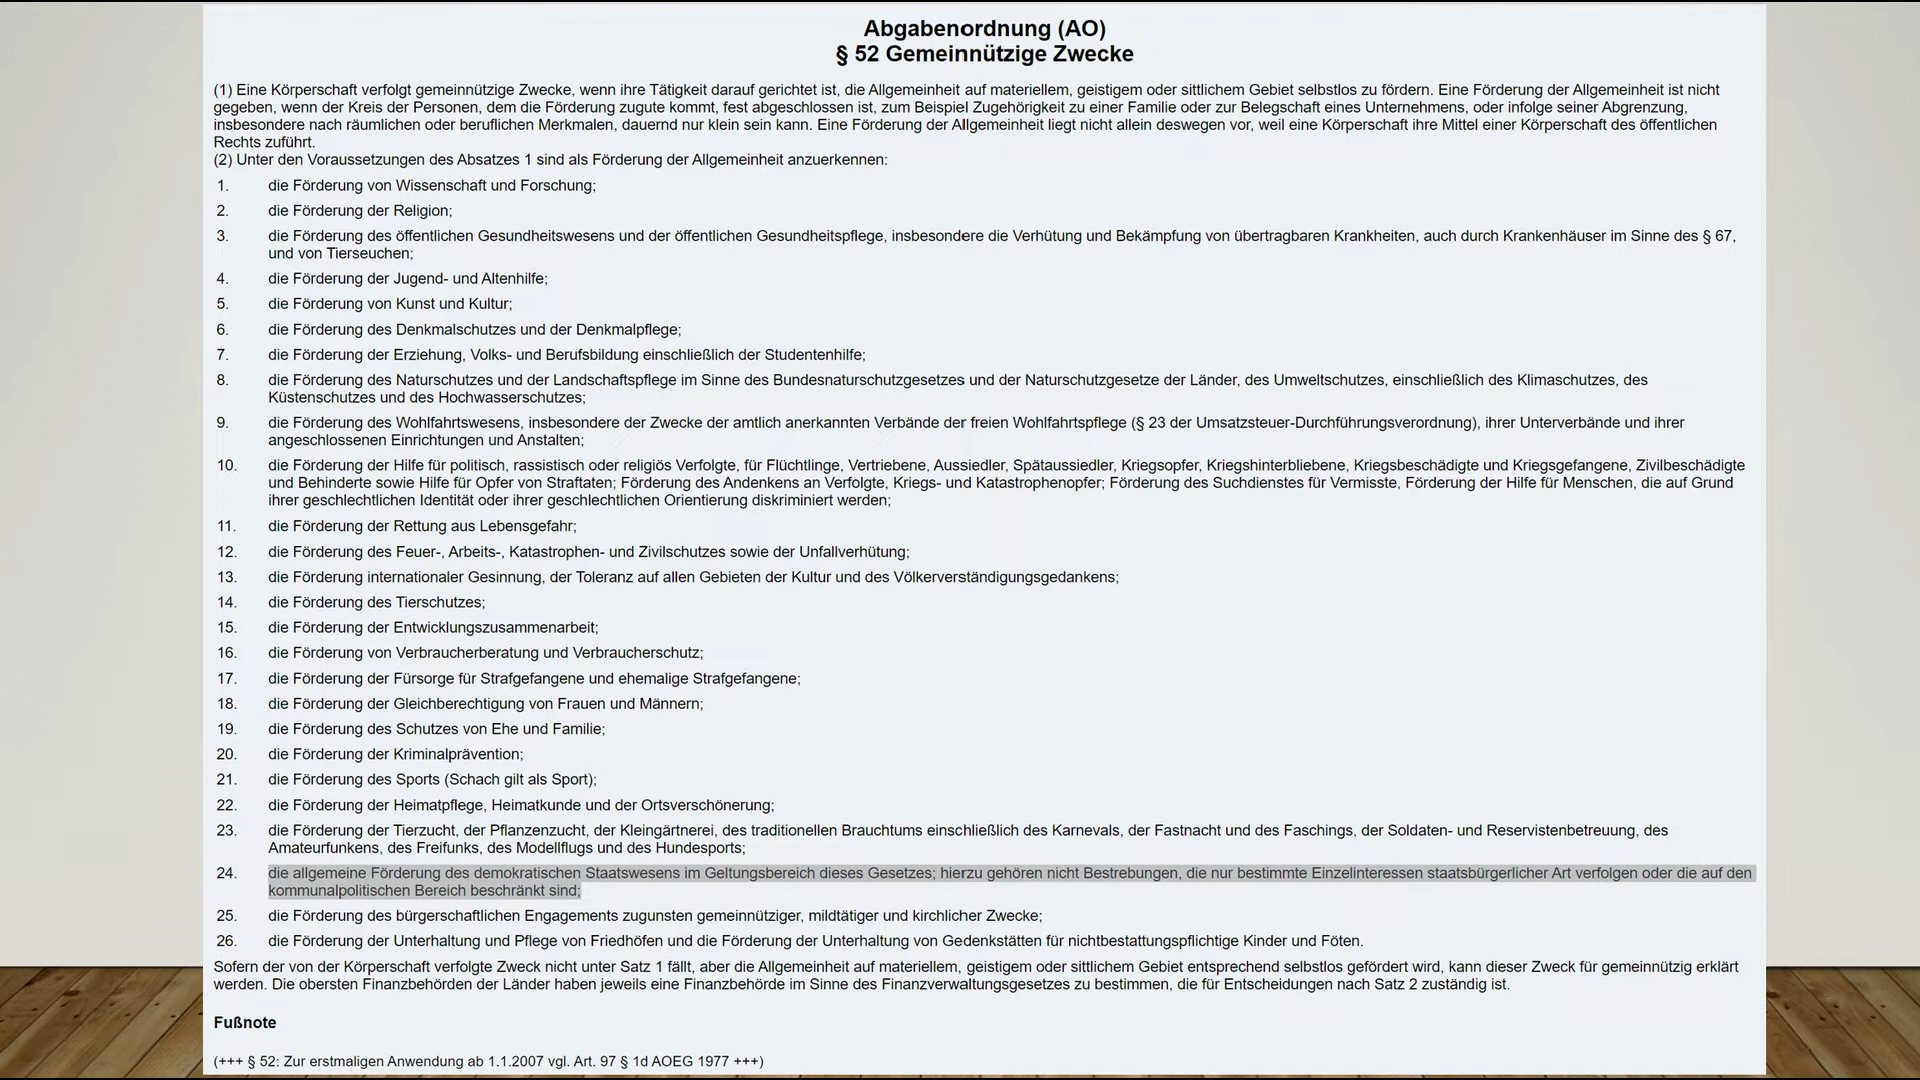 Abgabenordnung (AO)
§ 52 Gemeinnützige Zwecke
(1) Eine Körperschaft verfolgt gemeinnützige Zwecke, wenn ihre Tätigkeit darauf gerichtet ist, die Allgemeinheit auf materiellem, geistigem oder sittlichem Gebiet selbstlos zu fördern. Eine Förderung der Allgemeinheit ist nicht
gegeben, wenn der Kreis der Personen, dem die Förderung zugute kommt, fest abgeschlossen ist, zum Beispiel Zugehörigkeit zu einer Familie oder zur Belegschaft eines Unternehmens, oder infolge seiner Abgrenzung,
insbesondere nach räumlichen oder beruflichen Merkmalen, dauernd nur klein sein kann. Eine Förderung der Allgemeinheit liegt nicht allein deswegen vor, weil eine Körperschaft ihre Mittel einer Körperschaft des öffentlichen
Rechts zuführt.
(2) Unter den Voraussetzungen des Absatzes 1 sind als Förderung der Allgemeinheit anzuerkennen:
1. die Förderung von Wissenschaft und Forschung;
2. die Förderung der Religion;
3. die Förderung des öffentlichen Gesundheitswesens und der öffentlichen Gesundheitspflege, insbesondere die Verhütung und Bekämpfung von übertragbaren Krankheiten, auch durch Krankenhäuser im Sinne des § 67,
und von Tierseuchen;
4. die Förderung der Jugend- und Altenhilfe;
5. die Förderung von Kunst und Kultur;
6. die Förderung des Denkmalschutzes und der Denkmalpflege;
7. die Förderung der Erziehung, Volks- und Berufsbildung einschließlich der Studentenhilfe;
8. die Förderung des Naturschutzes und der Landschaftspflege im Sinne des Bundesnaturschutzgesetzes und der Naturschutzgesetze der Länder, des Umweltschutzes, einschließlich des Klimaschutzes, des
Küstenschutzes und des Hochwasserschutzes;
9. die Förderung des Wohlfahrtswesens, insbesondere der Zwecke der amtlich anerkannten Verbände der freien Wohlfahrtspflege (§ 23 der Umsatzsteuer-Durchführungsverordnung), ihrer Unterverbände und ihrer
angeschlossenen Einrichtungen und Anstalten;
10. die Förderung der Hilfe für politisch, rassistisch oder religiös Verfolgte, für Flüchtlinge, Vertriebene, Aussiedler, Spätaussiedler, Kriegsopfer, Kriegshinterbliebene, Kriegsbeschädigte und Kriegsgefangene, Zivilbeschädigte
und Behinderte sowie Hilfe für Opfer von Straftaten; Förderung des Andenkens an Verfolgte, Kriegs- und Katastrophenopfer; Förderung des Suchdienstes für Vermisste, Förderung der Hilfe für Menschen, die auf Grund
ihrer geschlechtlichen Identität oder ihrer geschlechtlichen Orientierung diskriminiert werden;
11. die Förderung der Rettung aus Lebensgefahr;
12. die Förderung des Feuer-, Arbeits-, Katastrophen- und Zivilschutzes sowie der Unfallverhütung;
13. die Förderung internationaler Gesinnung, der Toleranz auf allen Gebieten der Kultur und des Völkerverständigungsgedankens;
14. die Förderung des Tierschutzes;
15. die Förderung der Entwicklungszusammenarbeit;
16. die Förderung von Verbraucherberatung und Verbraucherschutz;
17. die Förderung der Fürsorge für Strafgefangene und ehemalige Strafgefangene;
18. die Förderung der Gleichberechtigung von Frauen und Männern;
19. die Förderung des Schutzes von Ehe und Familie;
20. die Förderung der Kriminalprävention;
21. die Förderung des Sports (Schach gilt als Sport);
22. die Förderung der Heimatpflege, Heimatkunde und der Ortsverschönerung;
23. die Förderung der Tierzucht, der Pflanzenzucht, der Kleingärtnerei, des traditionellen Brauchtums einschließlich des Karnevals, der Fastnacht und des Faschings, der Soldaten- und Reservistenbetreuung, des
Amateurfunkens, des Freifunks, des Modellflugs und des Hundesports;
24. die allgemeine Förderung des demokratischen Staatswesens im Geltungsbereich dieses Gesetzes; hierzu gehören nicht Bestrebungen, die nur bestimmte Einzelinteressen staatsbürgerlicher Art verfolgen oder die auf den
kommunalpolitischen Bereich beschränkt sind;
25. die Förderung des bürgerschaftlichen Engagements zugunsten gemeinnütziger, mildtätiger und kirchlicher Zwecke;
26. die Förderung der Unterhaltung und Pflege von Friedhöfen und die Förderung der Unterhaltung von Gedenkstätten für nichtbestattungspflichtige Kinder und Föten.
Sofern der von der Körperschaft verfolgte Zweck nicht unter Satz 1 fällt, aber die Allgemeinheit auf materiellem, geistigem oder sittlichem Gebiet entsprechend selbstlos gefördert wird, kann dieser Zweck für gemeinnützig erklärt
werden. Die obersten Finanzbehörden der Länder haben jeweils eine Finanzbehörde im Sinne des Finanzverwaltungsgesetzes zu bestimmen, die für Entscheidungen nach Satz 2 zuständig ist.
Fußnote
(+++ § 52: Zur erstmaligen Anwendung ab 1.1.2007 vgl. Art. 97 § 1d AOEG 1977 +++)